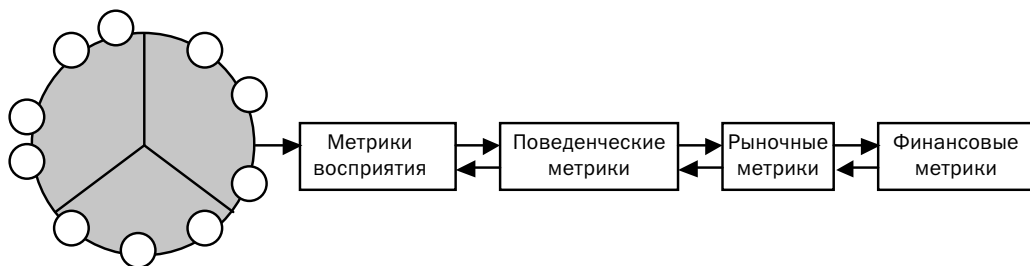 Метрики
восприятия
Поведенческие
метрики
Рыночные
метрики
Финансовые
метрики